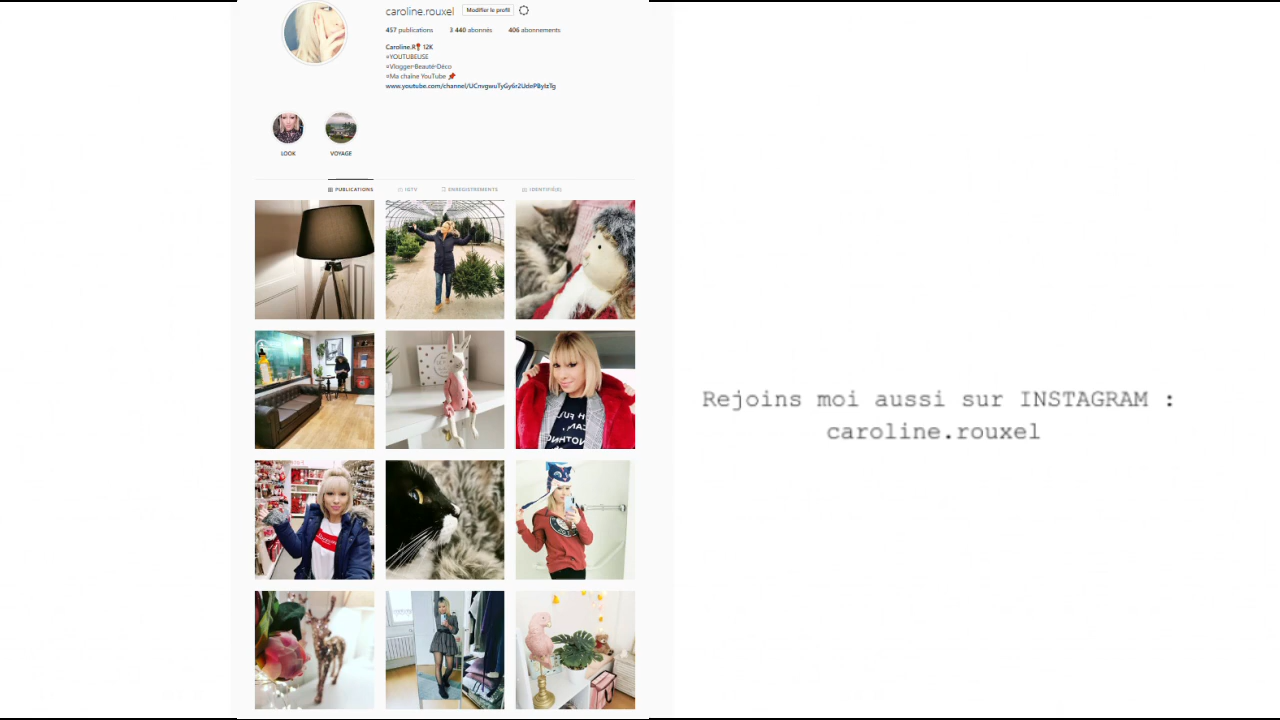 caroline.rouxel Modifier le profil
457 publications 3 440 abonnés 406 abonnements
Caroline.R 12K
¤YOUTUBEUSE
¤Vlogger-Beauté-Déco
¤Ma chaîne YouTube
LOOK VOYAGE
PUBLICATIONS IGTV ENREGISTREMENTS IDENTIFIÉ(E)
Rejoins moi aussi sur INSTAGRAM :
caroline.rouxel